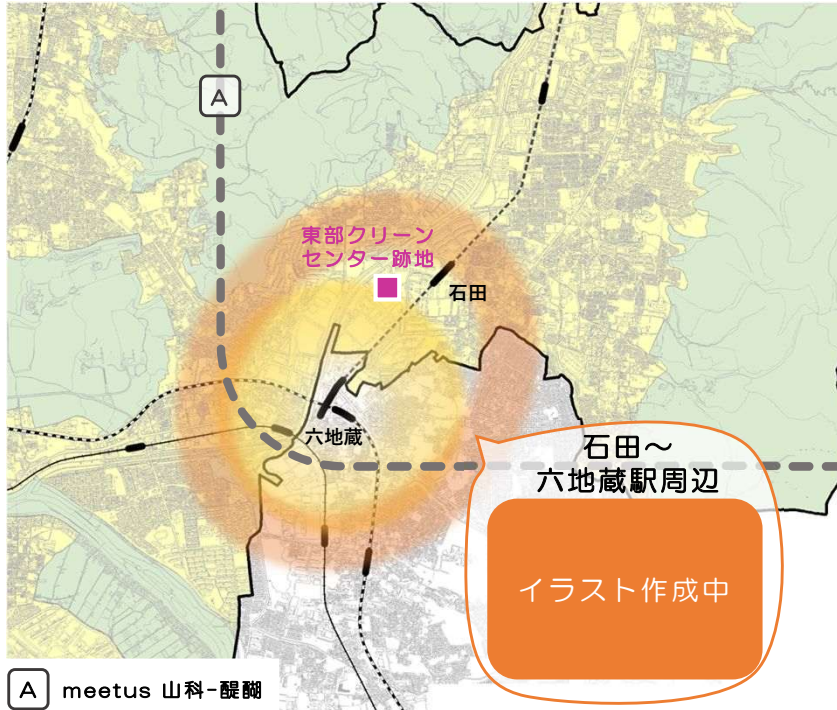 A
東部クリーン
センター跡地
石田
六地蔵
石田～
六地蔵駅周辺
イラスト作成中
A meetus 山科-醍醐